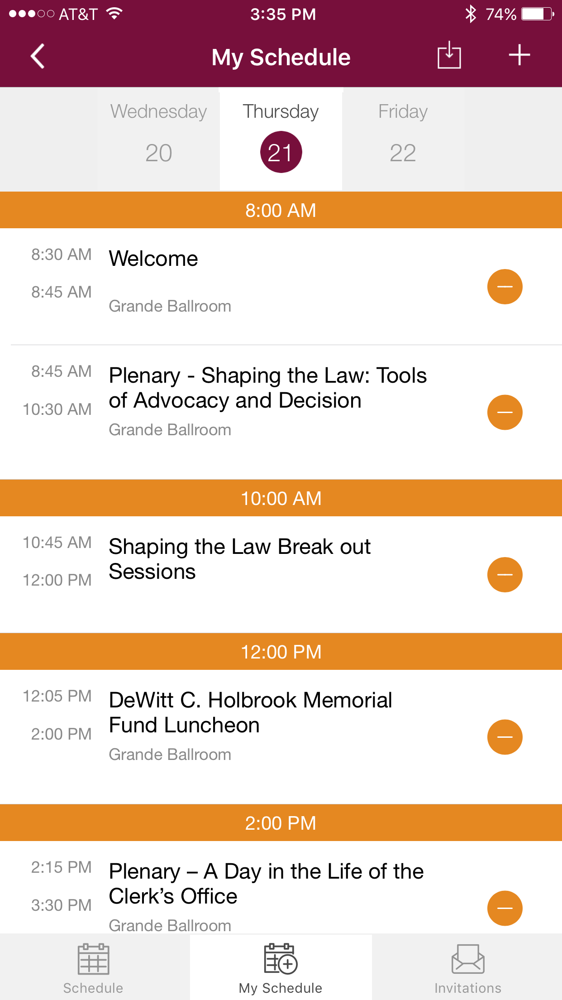 AT&T 3:35 PM 74%
My Schedule
Wednesday Thursday Friday
20 21 22
8:00 AM
8:30 AM Welcome
8:45 AM
Grande Ballroom
8:45 AM Plenary - Shaping the Law: Tools
of Advocacy and Decision
10:30 AM
Grande Ballroom
10:00 AM
10:45 AM Shaping the Law Break out
Sessions
12:00 PM
12:00 PM
12:05 PM DeWitt C. Holbrook Memorial
Fund Luncheon
2:00 PM
Grande Ballroom
2:00 PM
2:15 PM Plenary – A Day in the Life of the
Clerk’s Office
3:30 PM
Grande Ballroom
Schedule My Schedule Invitations